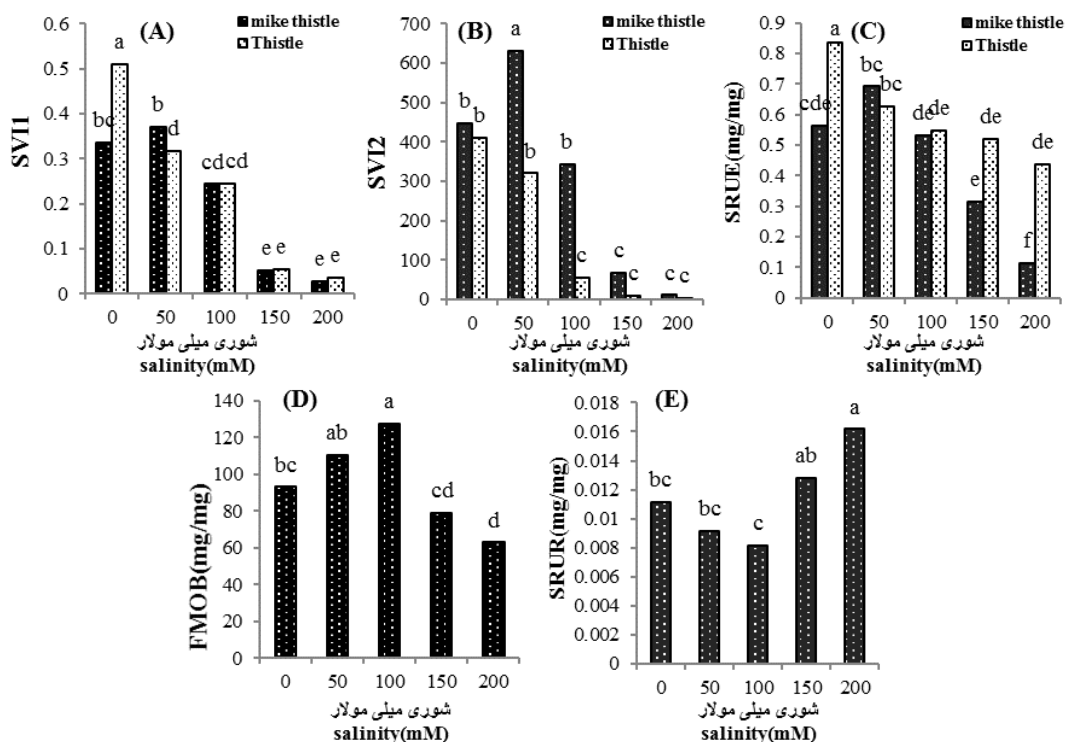 (A)
mike thistle
Thistle
SVI1
0.6
0.5
0.4
0.3
0.2
0.1
0
bc a b d cd cd e e e e
0 50 100 150 200
شوری میلی مولار
salinity(mM)
(B)
mike thistle
Thistle
SVI2
700
600
500
400
300
200
100
0
b b a b b c c c c c
0 50 100 150 200
شوری میلی مولار
salinity(mM)
(C)
mike thistle
Thistle
SRUE(mg/mg)
0.9
0.8
0.7
0.6
0.5
0.4
0.3
0.2
0.1
0
cde a bc bc de de e de f de
0 50 100 150 200
شوری میلی مولار
salinity(mM)
(D)
FMOB(mg/mg)
140
120
100
80
60
40
20
0
bc ab a cd d
0 50 100 150 200
شوری میلی مولار
salinity(mM)
(E)
SRUR(mg/mg)
0.018
0.016
0.014
0.012
0.01
0.008
0.006
0.004
0.002
0
bc bc c ab a
0 50 100 150 200
شوری میلی مولار
salinity(mM)